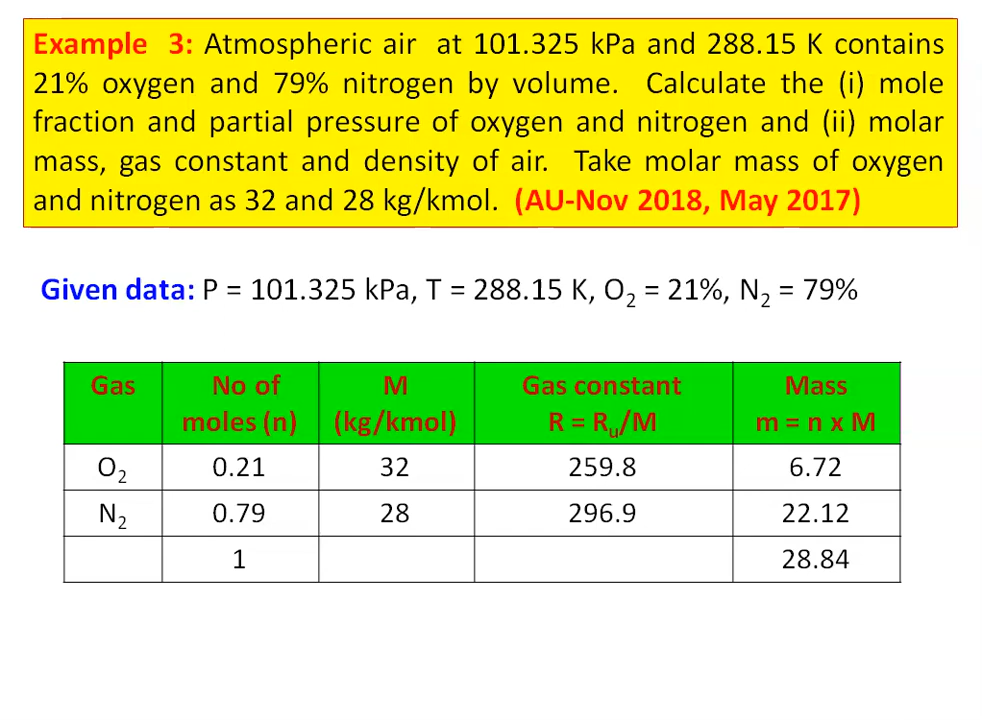 Example 3: Atmospheric air at 101.325 kPa and 288.15 K contains
21% oxygen and 79% nitrogen by volume. Calculate the (i) mole
fraction and partial pressure of oxygen and nitrogen and (ii) molar
mass, gas constant and density of air. Take molar mass of oxygen
and nitrogen as 32 and 28 kg/kmol. (AU-Nov 2018, May 2017)
Given data: P = 101.325 kPa, T = 288.15 K, O₂ = 21%, N₂ = 79%
Gas No of M Gas constant Mass
moles (n) (kg/kmol) R = Rᵤ/M m = n x M
O₂ 0.21 32 259.8 6.72
N₂ 0.79 28 296.9 22.12
1 28.84